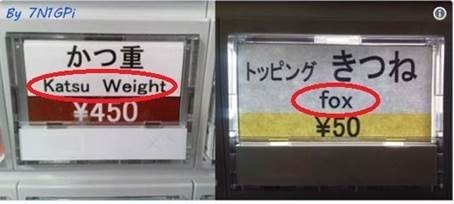 By 7N1GPi
かつ重
Katsu Weight
¥450
トッピング きつね
fox
¥50